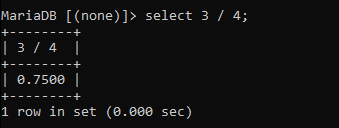 MariaDB [(none)]> select 3 / 4;
+--------+
| 3 / 4  |
+--------+
| 0.7500 |
+--------+
1 row in set (0.000 sec)